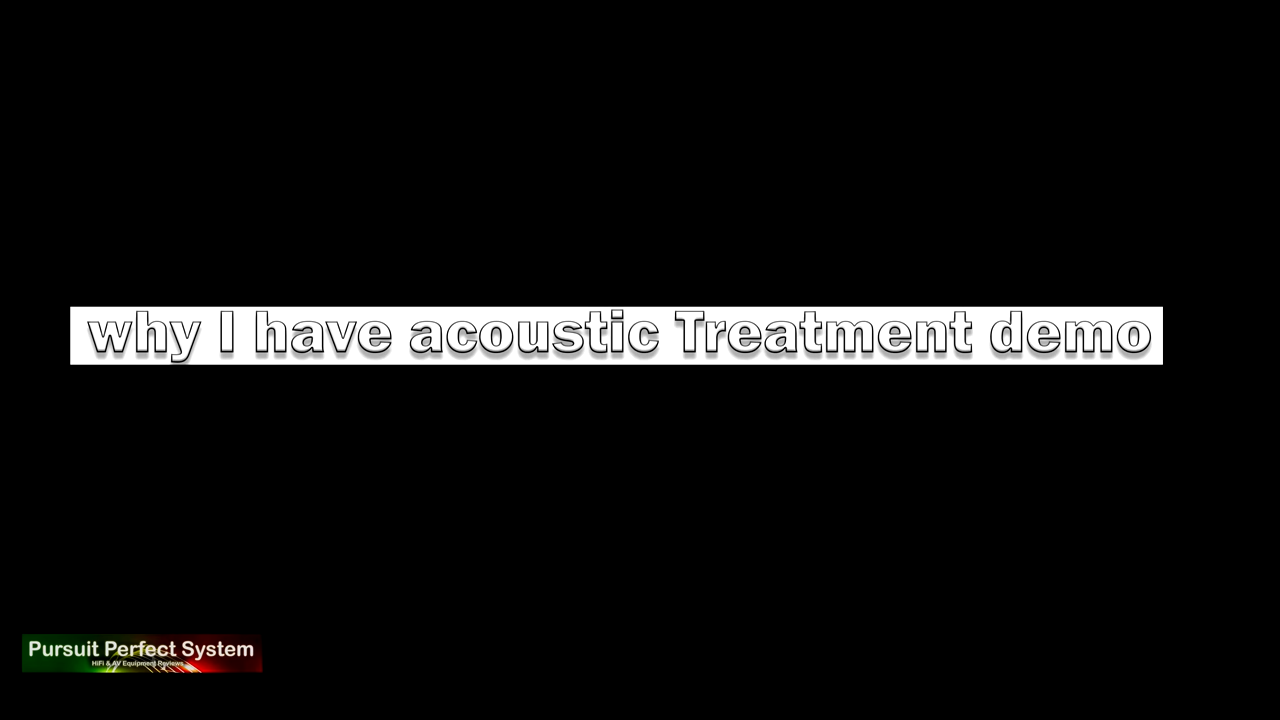 why I have acoustic Treatment demo
Pursuit Perfect System
HiFi & AV Equipment Reviews